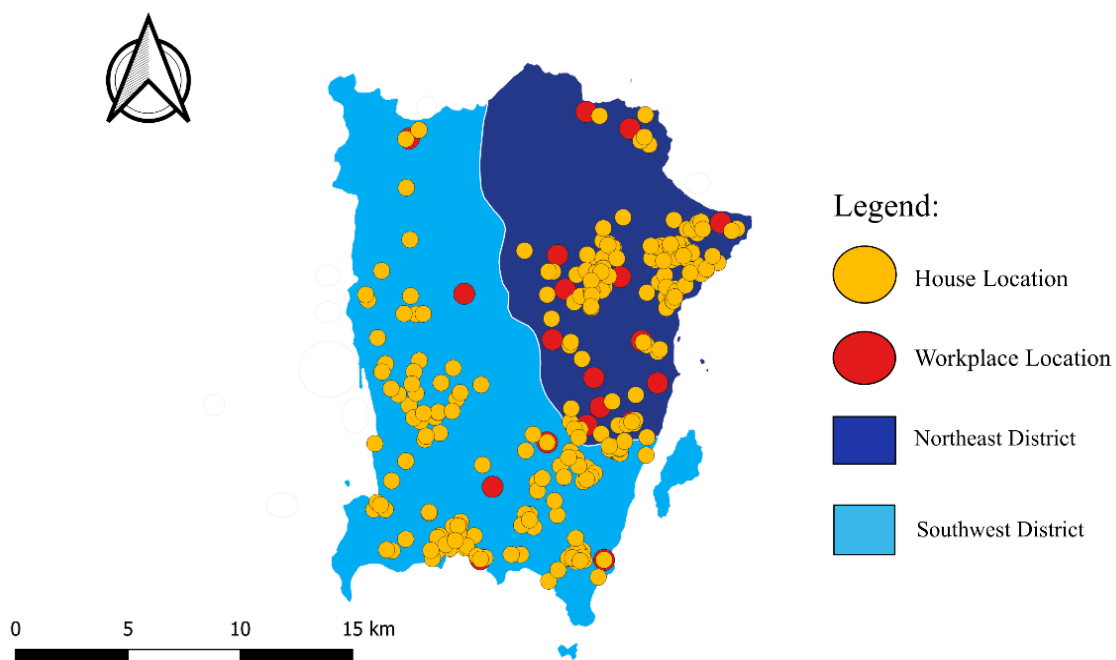 Legend:
House Location
Workplace Location
Northeast District
Southwest District
0 5 10 15 km